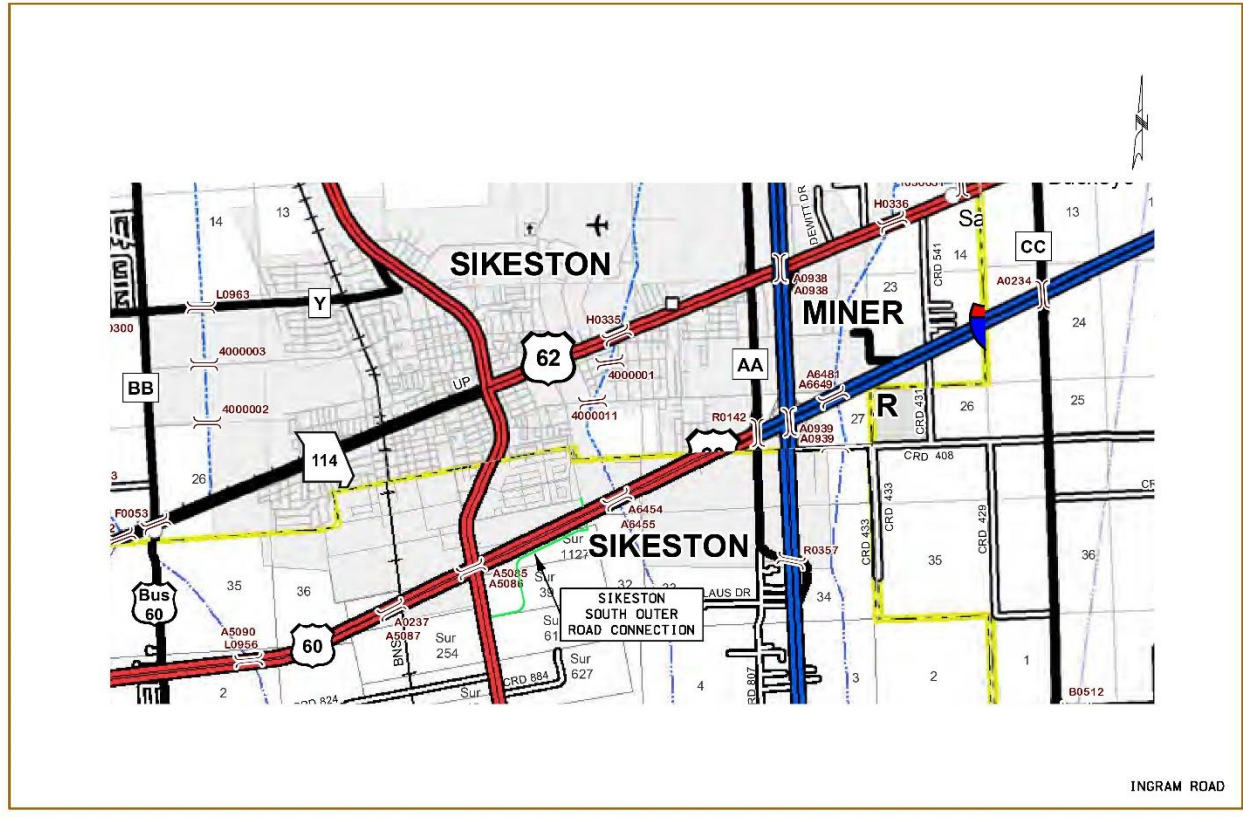 14
13
SIKESTON
DEWITT DR
Sa
13
CRD 541
14
CC
A0234
L0963
Y
A0938
A0938
H0336
23
MINER
24
H0335
62
4000003
BB
UP
4000001
AA
A6481
A6649
R
4000002
4000011
R0142
A0939
A0939
27
CRD 431
26
25
114
CRD 408
26
F0053
A6454
A6455
SIKESTON
Sur
1127
CRD 433
CRD 433
CRD 429
R0357
35
36
35
36
Bus
60
A5085
A5086
Sur
39
32
34
SIKESTON
SOUTH OUTER
ROAD CONNECTION
LAUS DR
A5090
L0956
60
A0237
A5087
Sur
254
BNS
Sur
627
CRD 884
CRD 824
Sur
2
4
3
2
1
RD 807
B0512
INGRAM ROAD